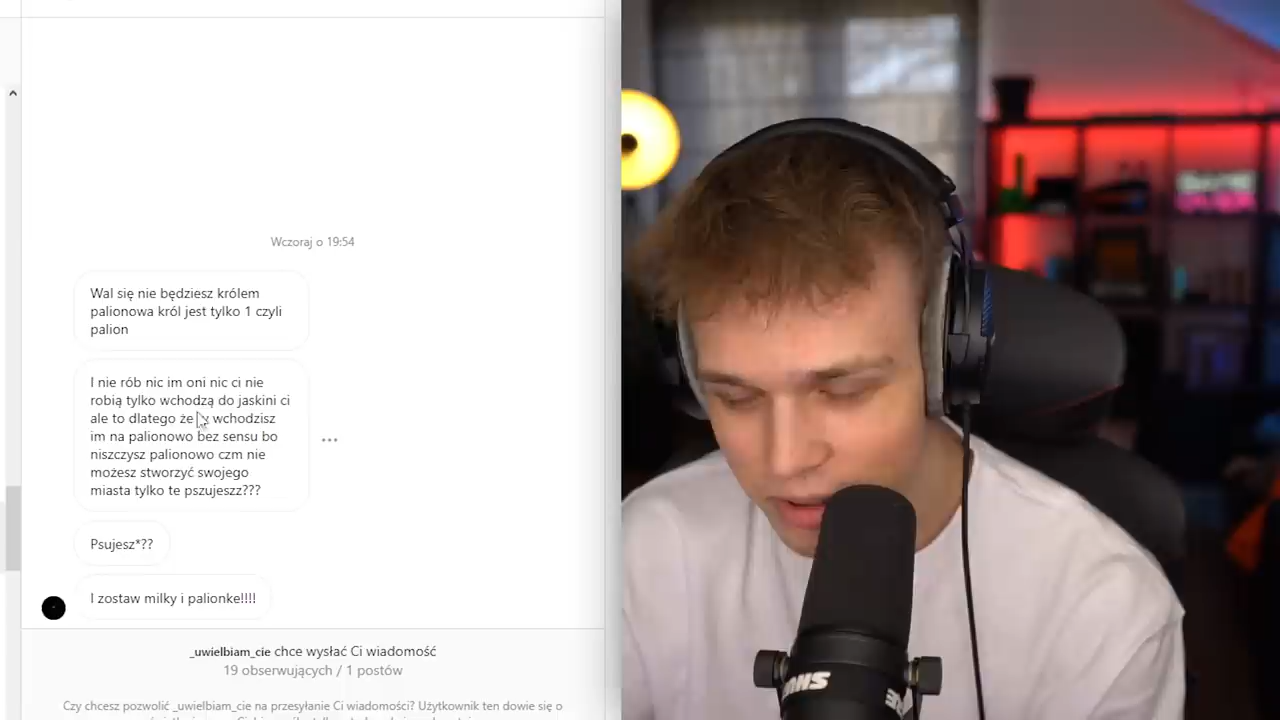 Wczoraj o 19:54
Wal się nie będziesz królem
palionowa król jest tylko 1 czyli
palion
I nie rób nic im oni nic ci nie
robią tylko wchodzą do jaskini ci
ale to dlatego że wchodzisz
im na palionowo bez sensu bo
niszczysz palionowo czm nie
możesz stworzyć swojego
miasta tylko te pszujeszz???
Psujesz*??
I zostaw milky i palionke!!!!
_uwielbiam_cie chce wysłać Ci wiadomość
19 obserwujących / 1 postów
Czy chcesz pozwolić _uwielbiam_cie na przesyłanie Ci wiadomości? Użytkownik ten dowie się o